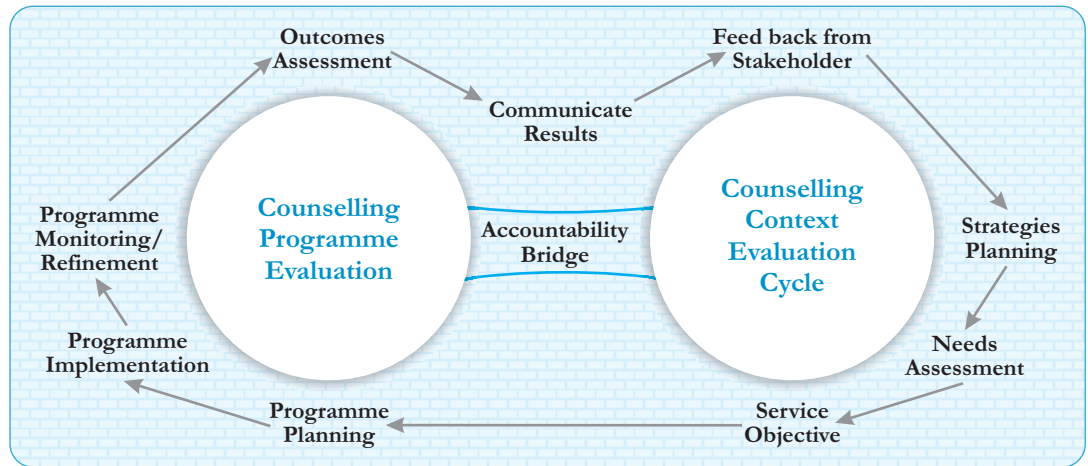 Outcomes
Assessment
Feed back from
Stakeholder
Communicate
Results
Counselling
Programme
Evaluation
Accountability
Bridge
Counselling
Context
Evaluation
Cycle
Programme
Monitoring/
Refinement
Strategies
Planning
Programme
Implementation
Needs
Assessment
Programme
Planning
Service
Objective